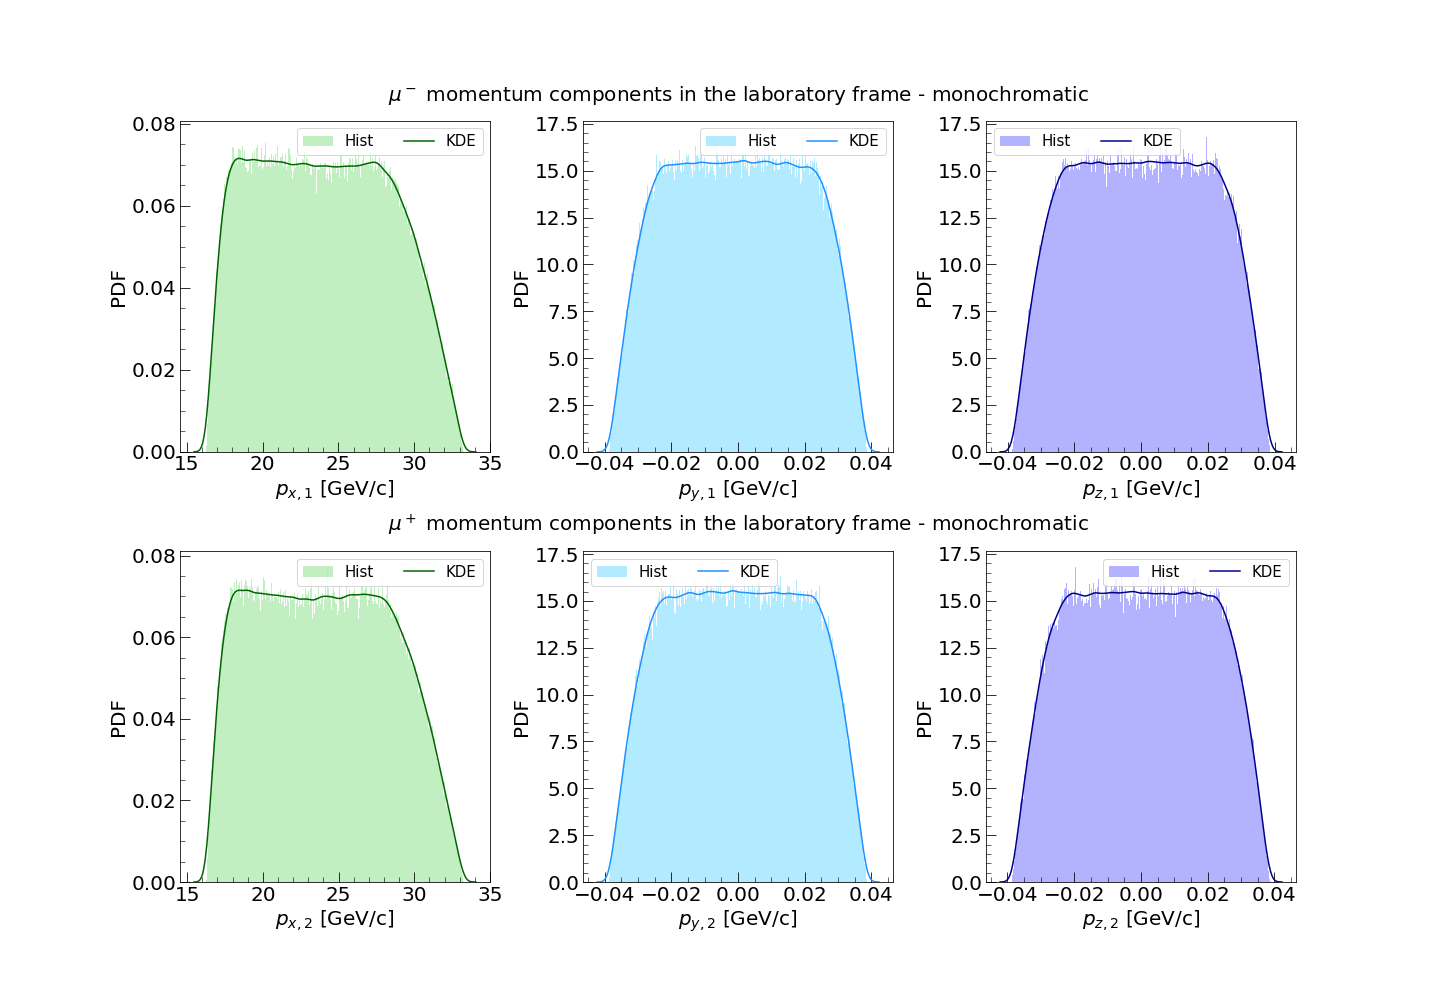 μ⁻ momentum components in the laboratory frame - monochromatic
0.08 0.06 0.04 0.02 0.00
PDF
Hist KDE
15 20 25 30 35
pₓ,₁ [GeV/c]
17.5 15.0 12.5 10.0 7.5 5.0 2.5 0.0
PDF
Hist KDE
−0.04 −0.02 0.00 0.02 0.04
p_y,₁ [GeV/c]
17.5 15.0 12.5 10.0 7.5 5.0 2.5 0.0
PDF
Hist KDE
−0.04 −0.02 0.00 0.02 0.04
p_z,₁ [GeV/c]
μ⁺ momentum components in the laboratory frame - monochromatic
0.08 0.06 0.04 0.02 0.00
PDF
Hist KDE
15 20 25 30 35
pₓ,₂ [GeV/c]
17.5 15.0 12.5 10.0 7.5 5.0 2.5 0.0
PDF
Hist KDE
−0.04 −0.02 0.00 0.02 0.04
p_y,₂ [GeV/c]
17.5 15.0 12.5 10.0 7.5 5.0 2.5 0.0
PDF
Hist KDE
−0.04 −0.02 0.00 0.02 0.04
p_z,₂ [GeV/c]